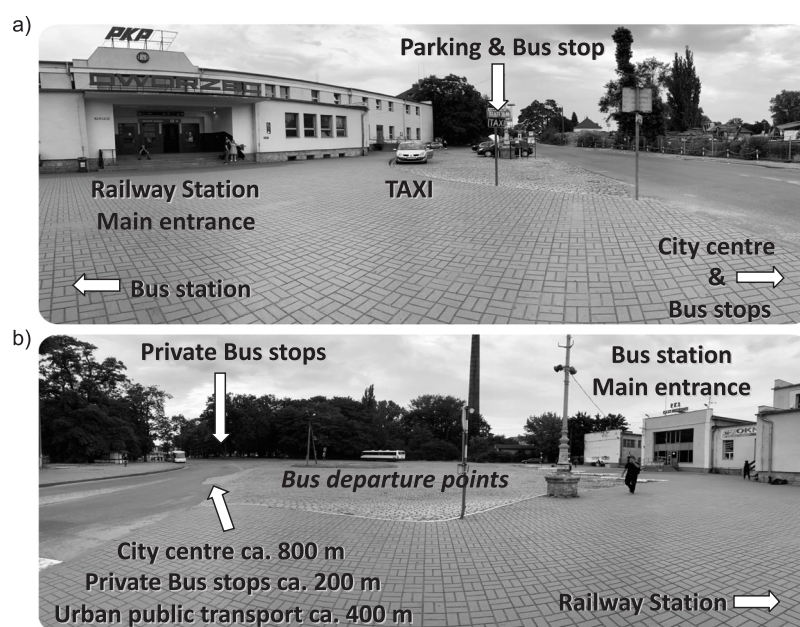 a)
PKP
DWORZEC
Parking & Bus stop
TAXI
Railway Station
Main entrance
TAXI
Bus station
City centre
&
Bus stops
b)
Private Bus stops
Bus station
Main entrance
Bus departure points
City centre ca. 800 m
Private Bus stops ca. 200 m
Urban public transport ca. 400 m
Railway Station